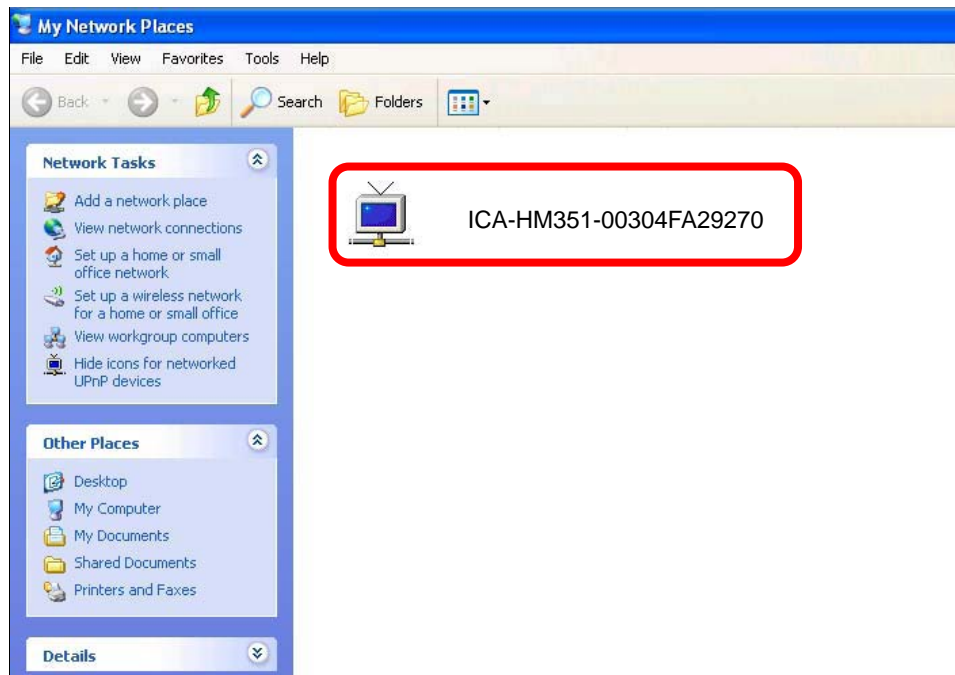 My Network Places
File Edit View Favorites Tools Help
Back Search Folders
Network Tasks
Add a network place
View network connections
Set up a home or small
office network
Set up a wireless network
for a home or small office
View workgroup computers
Hide icons for networked
UPnP devices
Other Places
Desktop
My Computer
My Documents
Shared Documents
Printers and Faxes
Details
ICA-HM351-00304FA29270